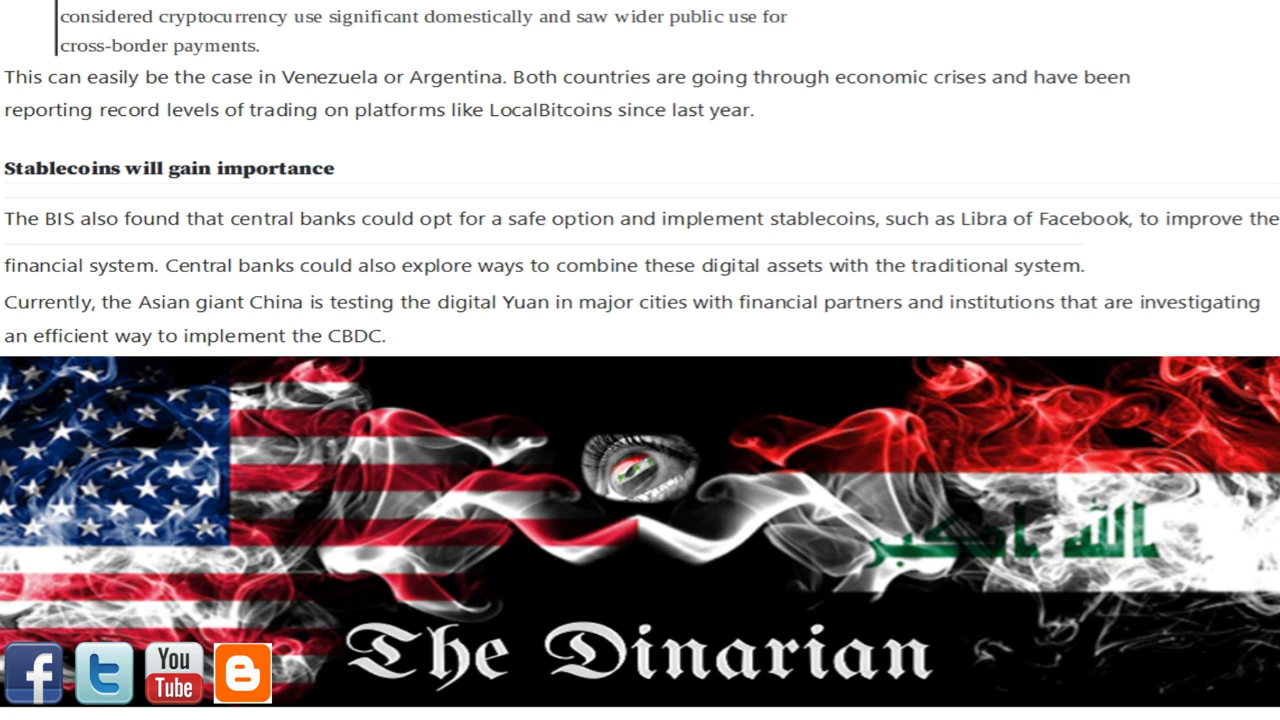 considered cryptocurrency use significant domestically and saw wider public use for
cross-border payments.
This can easily be the case in Venezuela or Argentina. Both countries are going through economic crises and have been
reporting record levels of trading on platforms like LocalBitcoins since last year.
Stablecoins will gain importance
The BIS also found that central banks could opt for a safe option and implement stablecoins, such as Libra of Facebook, to improve the
financial system. Central banks could also explore ways to combine these digital assets with the traditional system.
Currently, the Asian giant China is testing the digital Yuan in major cities with financial partners and institutions that are investigating
an efficient way to implement the CBDC.
الله اكبر
The Dinarian
You
Tube